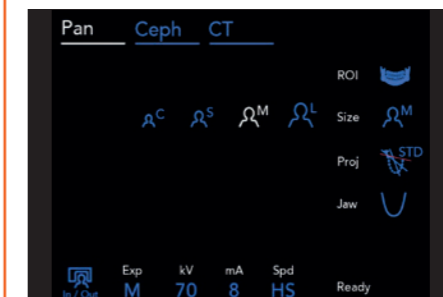 Pan Ceph CT
ROI
C S M L Size M
Proj STD
Jaw
Exp kV mA Spd
In / Out M 70 8 HS Ready